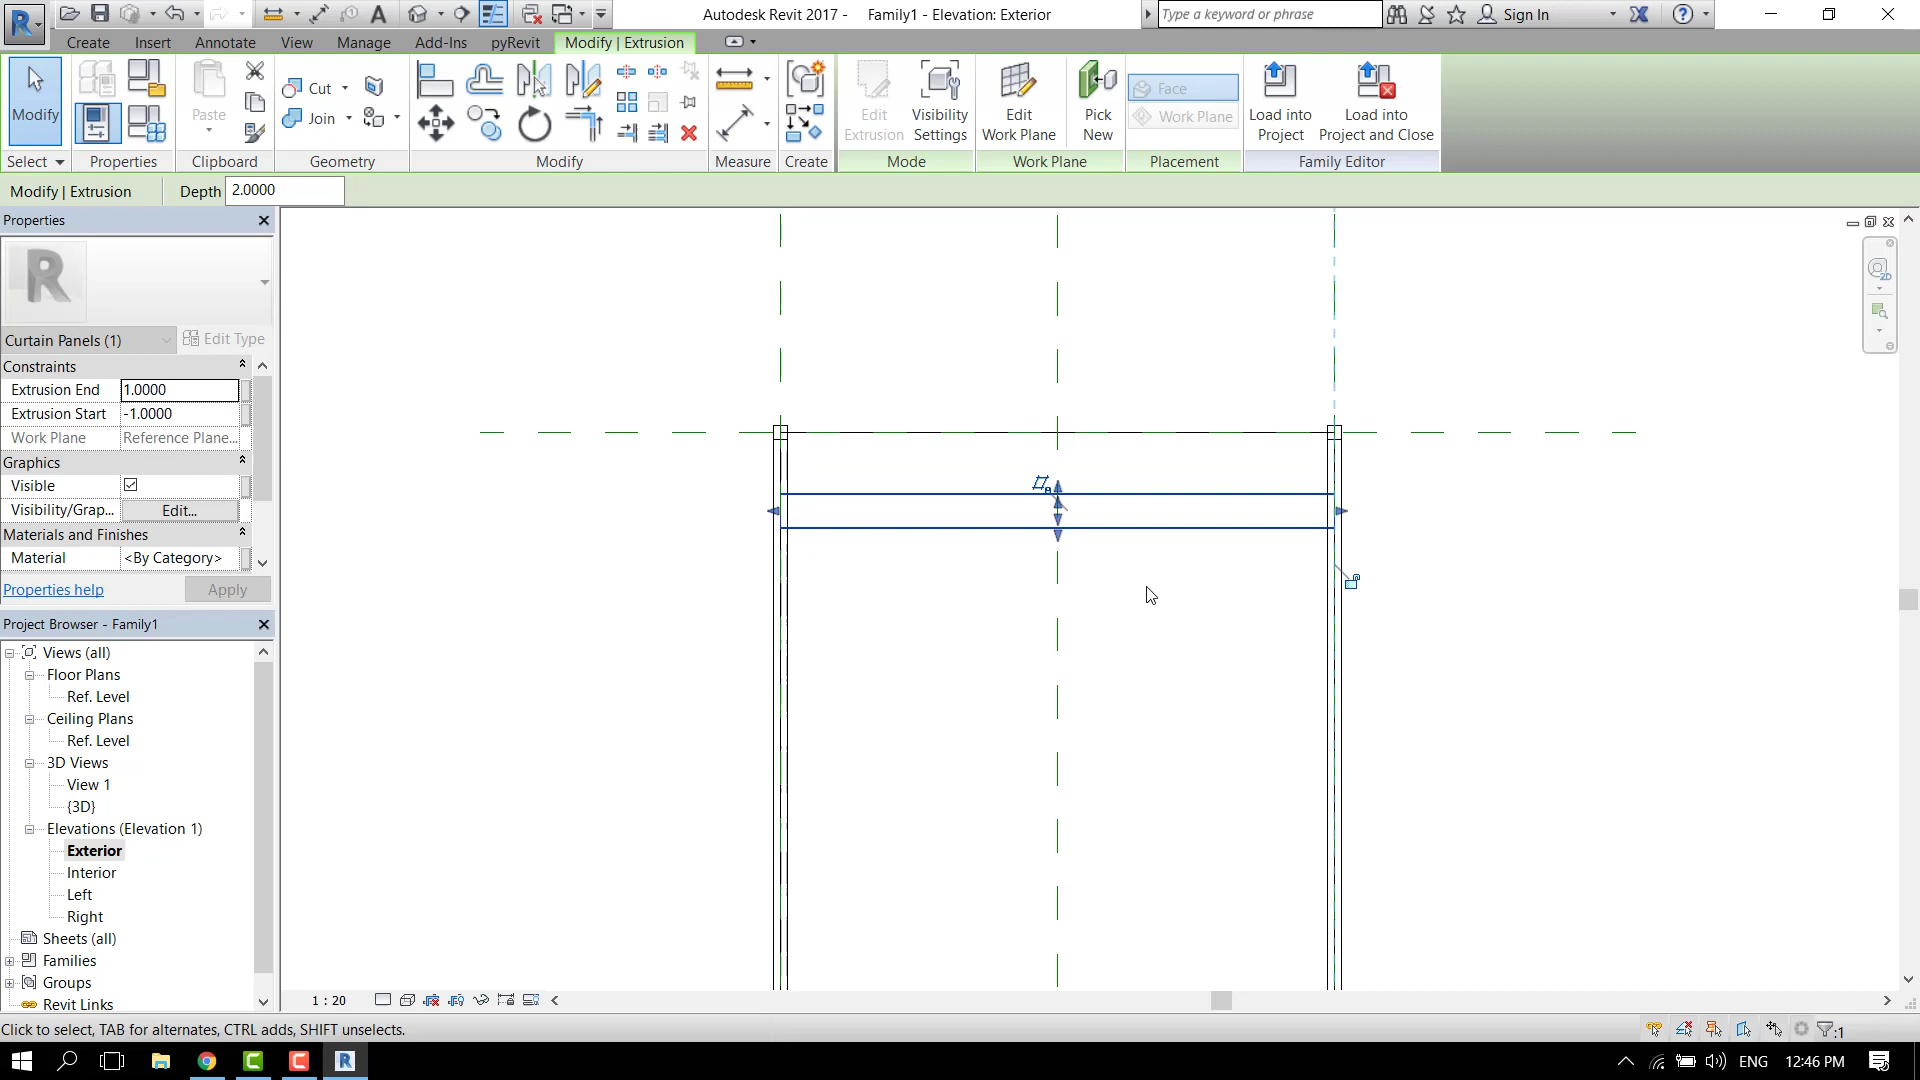 Autodesk Revit 2017 - Family1 - Elevation: Exterior
Type a keyword or phrase
Sign In
Create Insert Annotate View Manage Add-Ins pyRevit Modify | Extrusion
Modify
Paste
Cut
Join
Edit Extrusion
Visibility Settings
Edit Work Plane
Pick New
Face
Work Plane
Load into Project
Load into Project and Close
Select Properties Clipboard Geometry Modify Measure Create Mode Work Plane Placement Family Editor
Modify | Extrusion Depth 2.0000
Properties
R
Curtain Panels (1) Edit Type
Constraints
Extrusion End 1.0000
Extrusion Start -1.0000
Work Plane Reference Plane...
Graphics
Visible
Visibility/Grap... Edit...
Materials and Finishes
Material <By Category>
Properties help Apply
Project Browser - Family1
Views (all)
Floor Plans
Ref. Level
Ceiling Plans
Ref. Level
3D Views
View 1
{3D}
Elevations (Elevation 1)
Exterior
Interior
Left
Right
Sheets (all)
Families
Groups
Revit Links
1 : 20
Click to select, TAB for alternates, CTRL adds, SHIFT unselects.
:1
ENG 12:46 PM